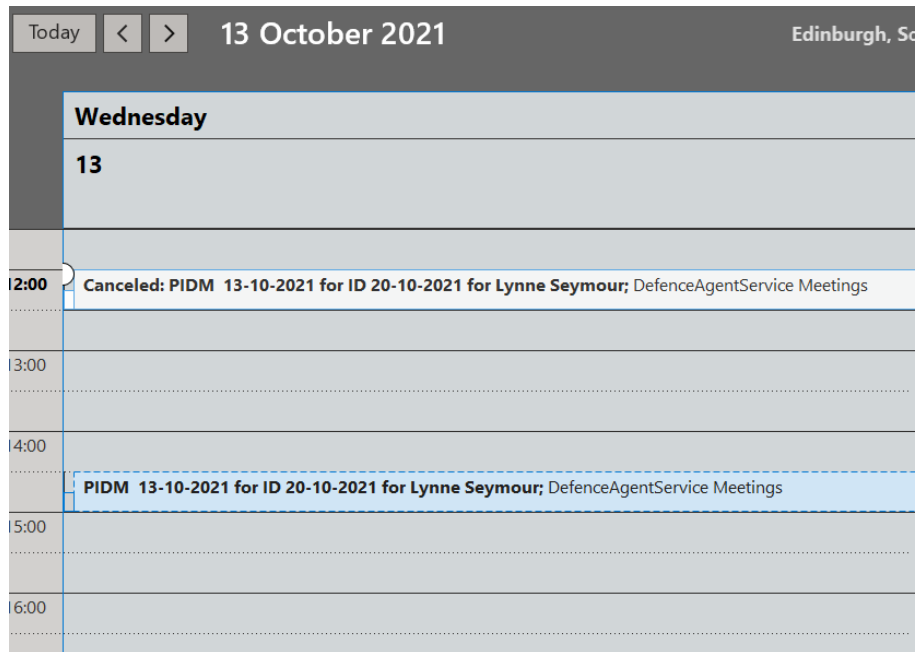 Today < > 13 October 2021 Edinburgh, Sc
Wednesday
13
12:00 Canceled: PIDM 13-10-2021 for ID 20-10-2021 for Lynne Seymour; DefenceAgentService Meetings
13:00
14:00
PIDM 13-10-2021 for ID 20-10-2021 for Lynne Seymour; DefenceAgentService Meetings
15:00
16:00